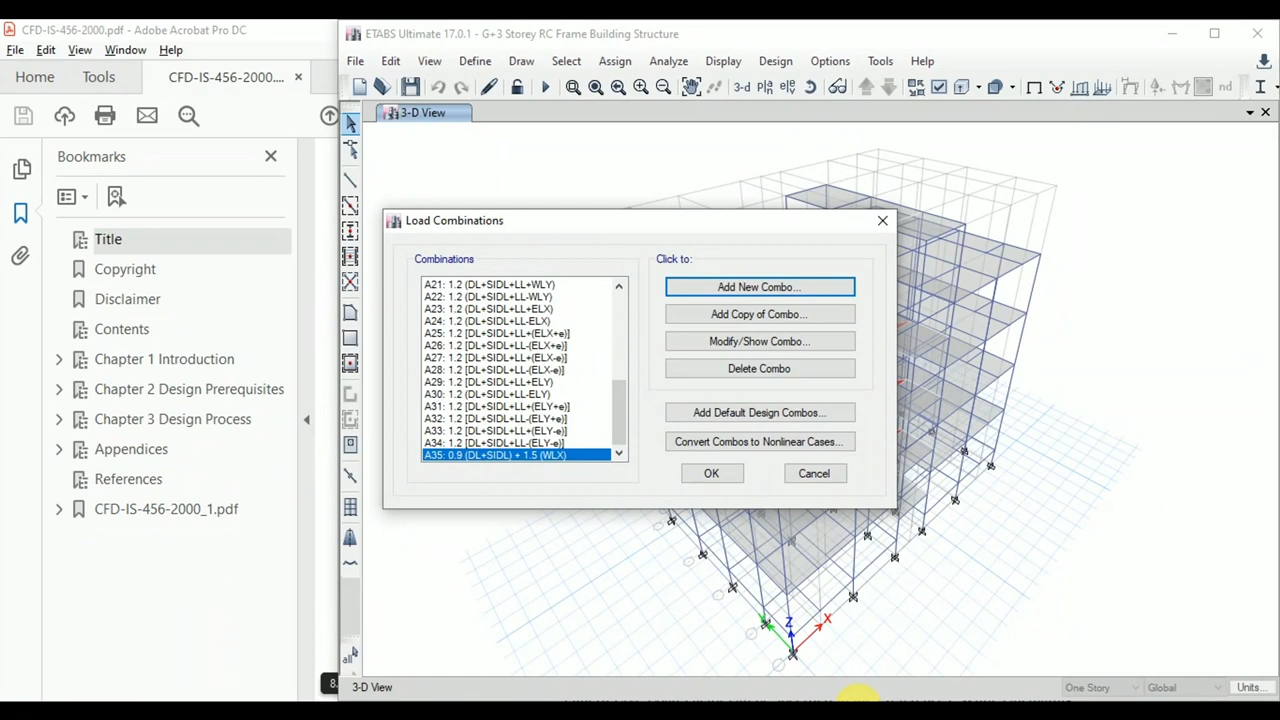 CFD-IS-456-2000.pdf - Adobe Acrobat Pro DC
File Edit View Window Help
Home Tools CFD-IS-456-2000....
Bookmarks
Title
Copyright
Disclaimer
Contents
Chapter 1 Introduction
Chapter 2 Design Prerequisites
Chapter 3 Design Process
Appendices
References
CFD-IS-456-2000_1.pdf
8.
ETABS Ultimate 17.0.1 - G+3 Storey RC Frame Building Structure
File Edit View Define Draw Select Assign Analyze Display Design Options Tools Help
3-d nd
3-D View
Load Combinations
Combinations
A21: 1.2 (DL+SIDL+LL+WLY)
A22: 1.2 (DL+SIDL+LL-WLY)
A23: 1.2 (DL+SIDL+LL+ELX)
A24: 1.2 (DL+SIDL+LL-ELX)
A25: 1.2 [DL+SIDL+LL+(ELX+e)]
A26: 1.2 [DL+SIDL+LL-(ELX+e)]
A27: 1.2 [DL+SIDL+LL+(ELX-e)]
A28: 1.2 [DL+SIDL+LL-(ELX-e)]
A29: 1.2 (DL+SIDL+LL+ELY)
A30: 1.2 (DL+SIDL+LL-ELY)
A31: 1.2 [DL+SIDL+LL+(ELY+e)]
A32: 1.2 [DL+SIDL+LL-(ELY+e)]
A33: 1.2 [DL+SIDL+LL+(ELY-e)]
A34: 1.2 [DL+SIDL+LL-(ELY-e)]
A35: 0.9 (DL+SIDL) + 1.5 (WLX)
Click to:
Add New Combo...
Add Copy of Combo...
Modify/Show Combo...
Delete Combo
Add Default Design Combos...
Convert Combos to Nonlinear Cases...
OK Cancel
Z X
all
3-D View One Story Global Units...